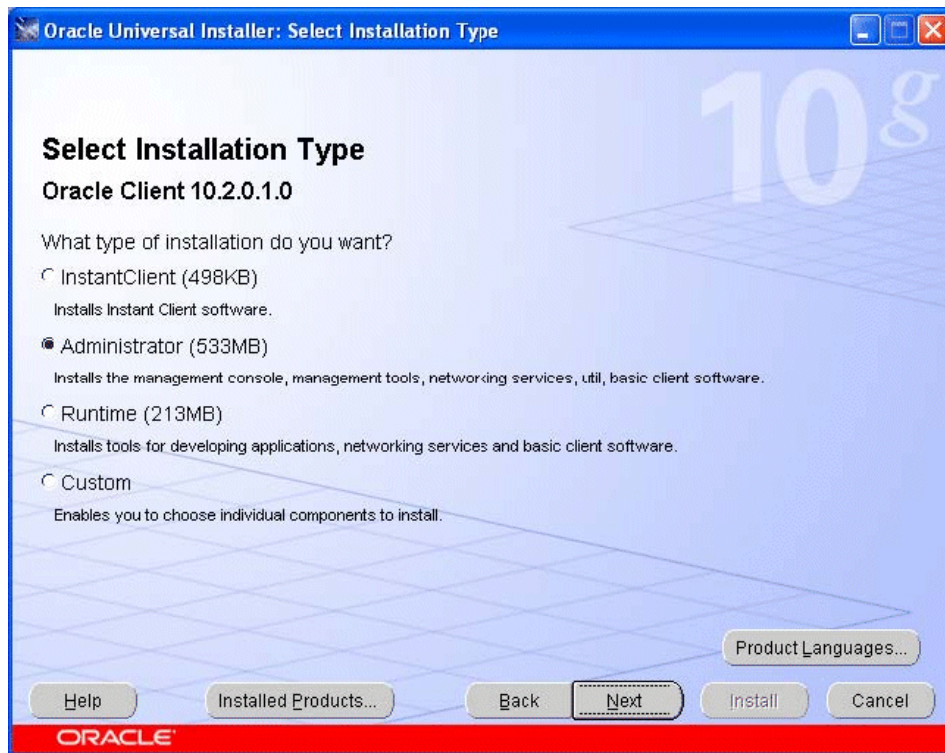 Oracle Universal Installer: Select Installation Type
10g
Select Installation Type
Oracle Client 10.2.0.1.0
What type of installation do you want?
InstantClient (498KB)
Installs Instant Client software.
Administrator (533MB)
Installs the management console, management tools, networking services, util, basic client software.
Runtime (213MB)
Installs tools for developing applications, networking services and basic client software.
Custom
Enables you to choose individual components to install.
Product Languages...
Help
Installed Products...
Back
Next
Install
Cancel
ORACLE